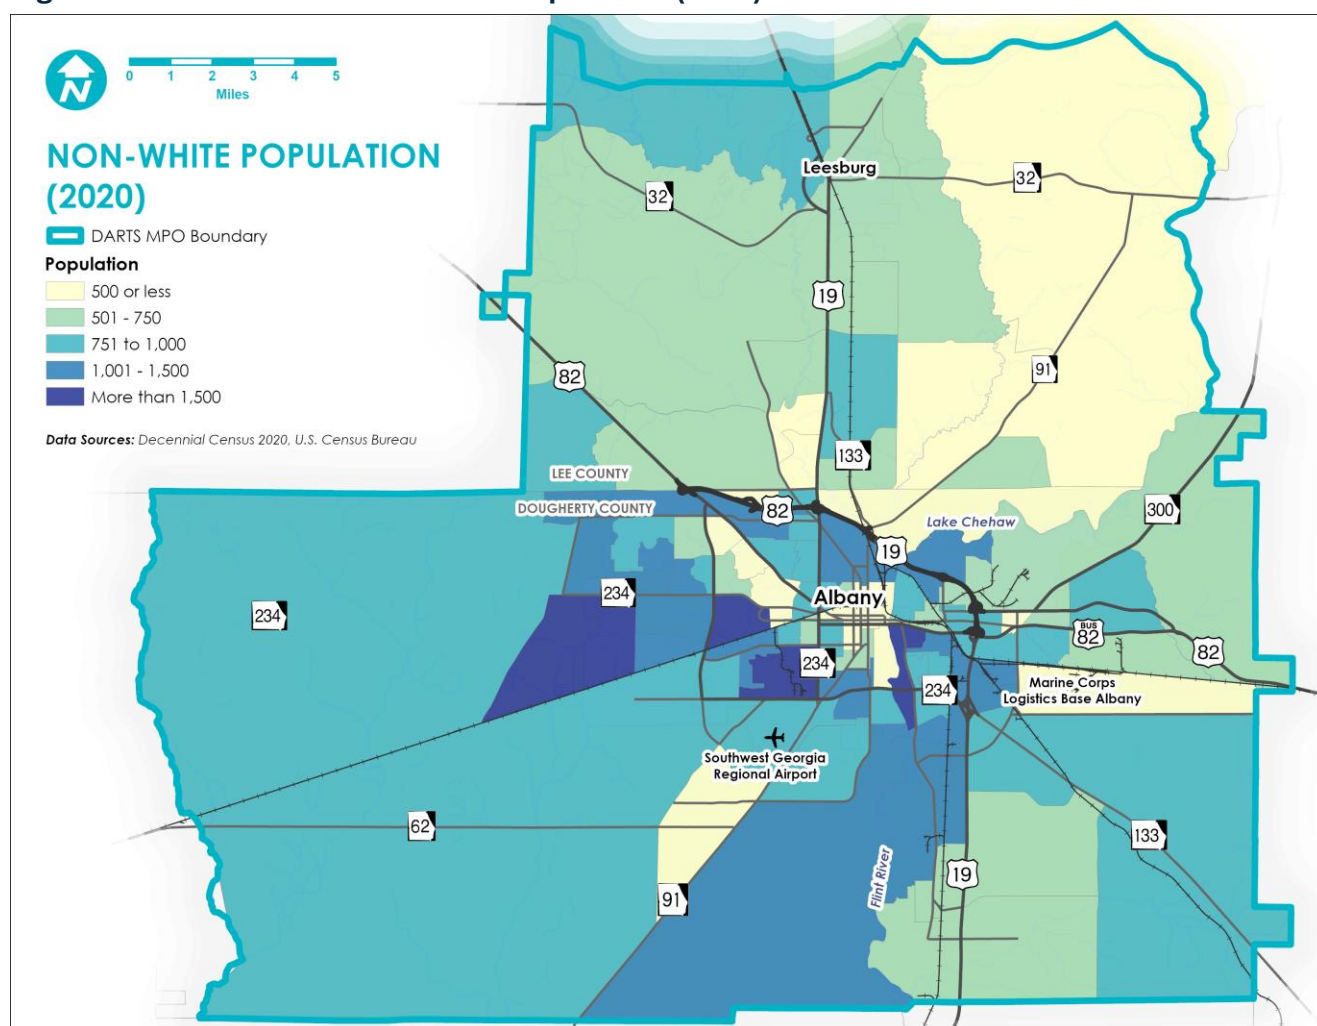 0 1 2 3 4 5
Miles
N
NON-WHITE POPULATION
(2020)
DARTS MPO Boundary
Population
500 or less
501 - 750
751 to 1,000
1,001 - 1,500
More than 1,500
Data Sources: Decennial Census 2020, U.S. Census Bureau
Leesburg
32
32
19
82
91
133
LEE COUNTY
DOUGHERTY COUNTY
82
300
Lake Chehaw
19
234
234
Albany
BUS
82
82
234
234
Marine Corps
Logistics Base Albany
Southwest Georgia
Regional Airport
62
133
Flint River
19
91